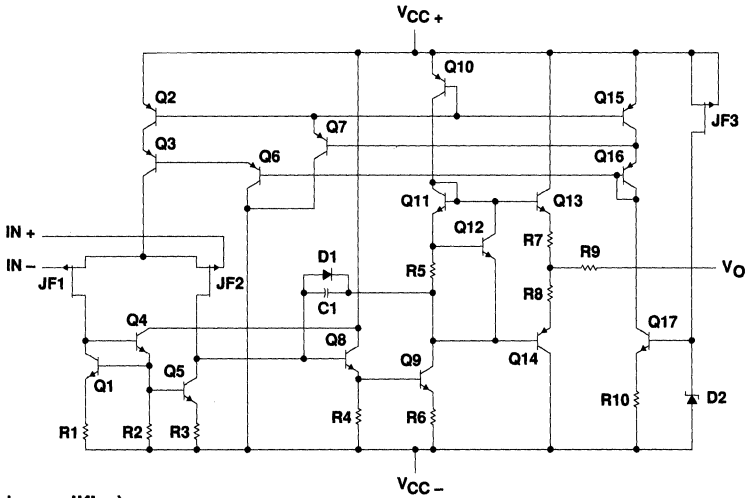 VCC +
Q10
Q2
Q15
JF3
Q7
Q3
Q6
Q16
Q11
Q13
Q12
IN +
R7
R9
D1
IN –
VO
JF1
JF2
R5
R8
C1
Q4
Q17
Q8
Q9
Q14
Q1
Q5
D2
R10
R1
R2
R3
R4
R6
VCC –